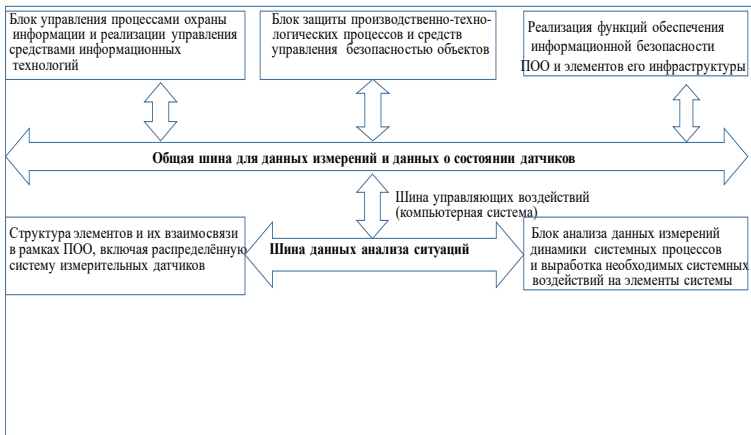 Блок управления процессами охраны
информации и реализации управления
средствами информационных
технологий
Блок защиты производственно-техно-
логических процессов и средств
управления безопасностью объектов
Реализация функций обеспечения
информационной безопасности
ПОО и элементов его инфраструктуры
Общая шина для данных измерений и данных о состоянии датчиков
Шина управляющих воздействий
(компьютерная система)
Структура элементов и их взаимосвязи
в рамках ПОО, включая распределённую
систему измерительных датчиков
Шина данных анализа ситуаций
Блок анализа данных измерений
динамики системных процессов
и выработка необходимых системных
воздействий на элементы системы